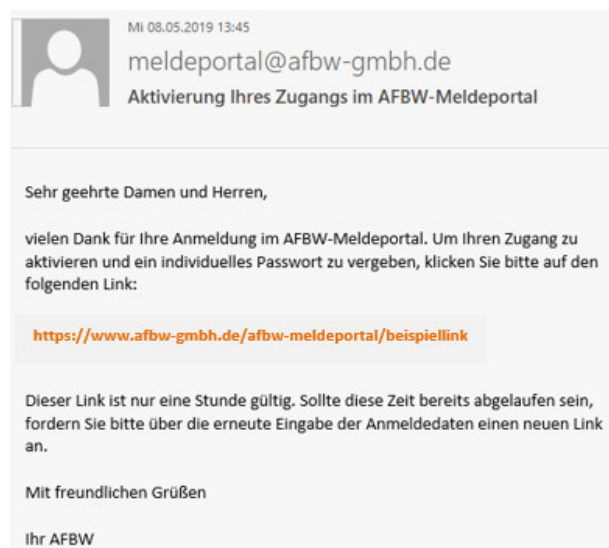 Mi 08.05.2019 13:45
meldeportal@afbw-gmbh.de
Aktivierung Ihres Zugangs im AFBW-Meldeportal
Sehr geehrte Damen und Herren,
vielen Dank für Ihre Anmeldung im AFBW-Meldeportal. Um Ihren Zugang zu
aktivieren und ein individuelles Passwort zu vergeben, klicken Sie bitte auf den
folgenden Link:
https://www.afbw-gmbh.de/afbw-meldeportal/beispiellink
Dieser Link ist nur eine Stunde gültig. Sollte diese Zeit bereits abgelaufen sein,
fordern Sie bitte über die erneute Eingabe der Anmeldedaten einen neuen Link
an.
Mit freundlichen Grüßen
Ihr AFBW